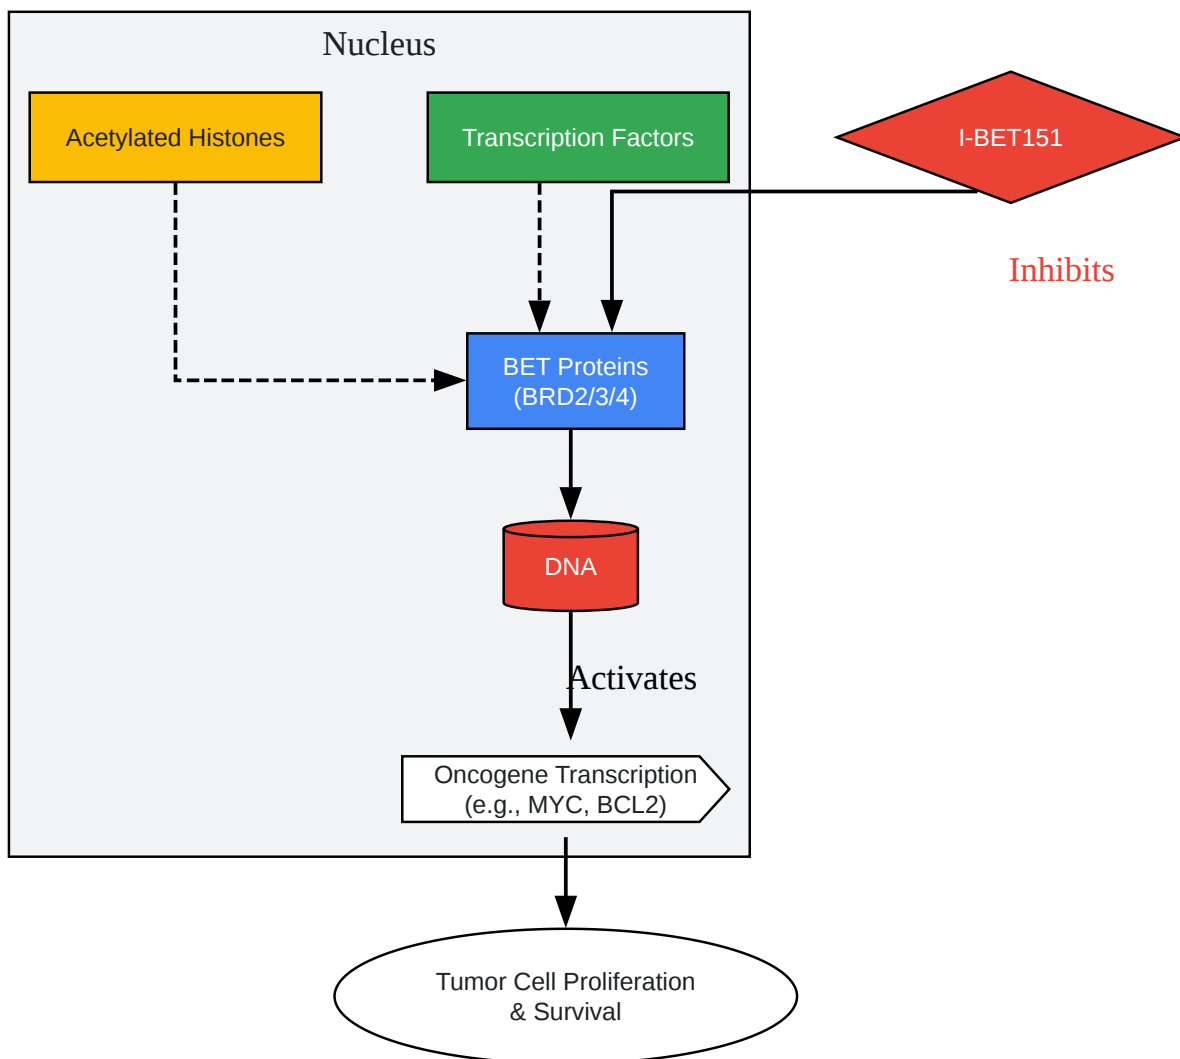 Nucleus
Acetylated Histones
Transcription Factors
I-BET151
Inhibits
BET Proteins
(BRD2/3/4)
DNA
Activates
Oncogene Transcription
(e.g., MYC, BCL2)
Tumor Cell Proliferation
& Survival